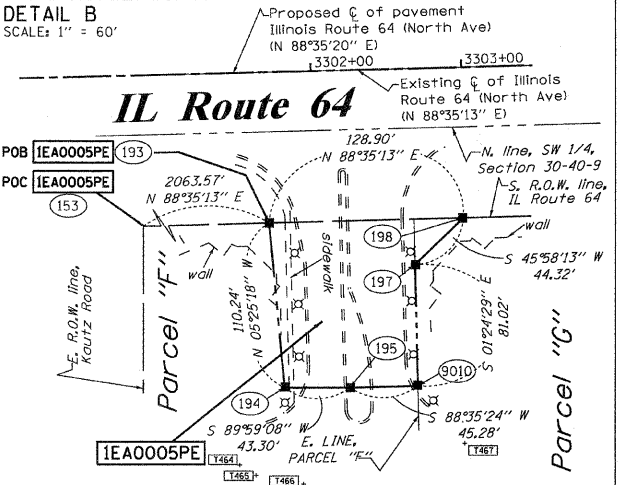 DETAIL B
SCALE: 1" = 60'
Proposed ℄ of pavement
Illinois Route 64 (North Ave)
(N 88°35'20" E)
3302+00
3303+00
Existing ℄ of Illinois
Route 64 (North Ave)
(N 88°35'13" E)
IL Route 64
128.90'
N 88°35'13" E
N. line, SW 1/4,
Section 30-40-9
S. R.O.W. line,
IL Route 64
POB 1EA0005PE 193
POC 1EA0005PE
153
2063.57'
N 88°35'13" E
wall
198
wall
sidewalk
S 45°58'13" W
44.32'
197
E. R.O.W. line,
Kautz Road
Parcel "F"
110.24'
N 05°25'18" W
S 01°24'29" E
81.02'
Parcel "G"
195
9010
194
S 89°59'08" W
43.30'
S 88°35'24" W
45.28'
E. LINE,
PARCEL "F"
1EA0005PE
T464
T465
T466
T467